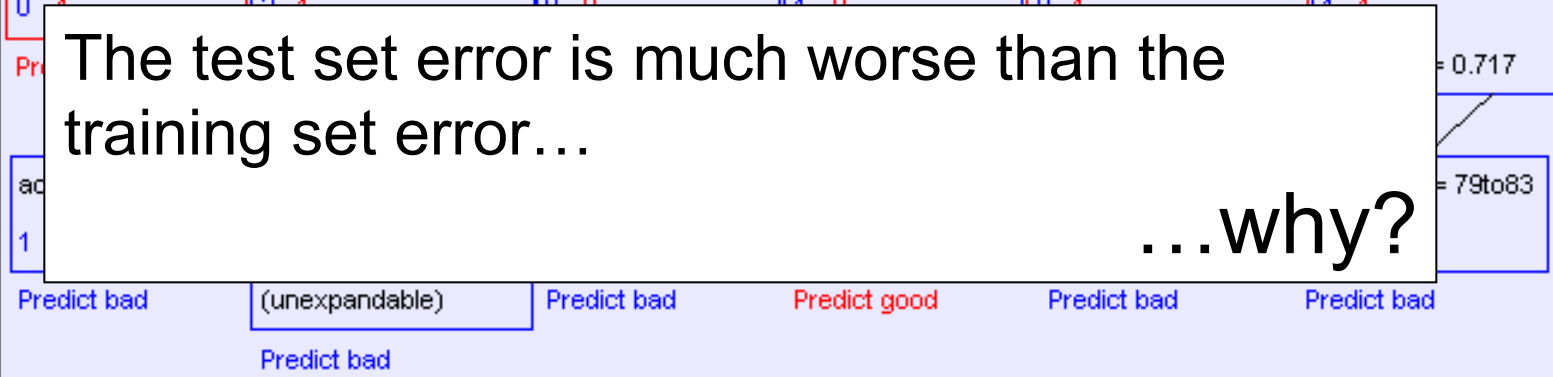 The test set error is much worse than the
training set error…
…why?
= 0.717
= 79to83
1
Predict bad
(unexpandable)
Predict bad
Predict good
Predict bad
Predict bad
Predict bad